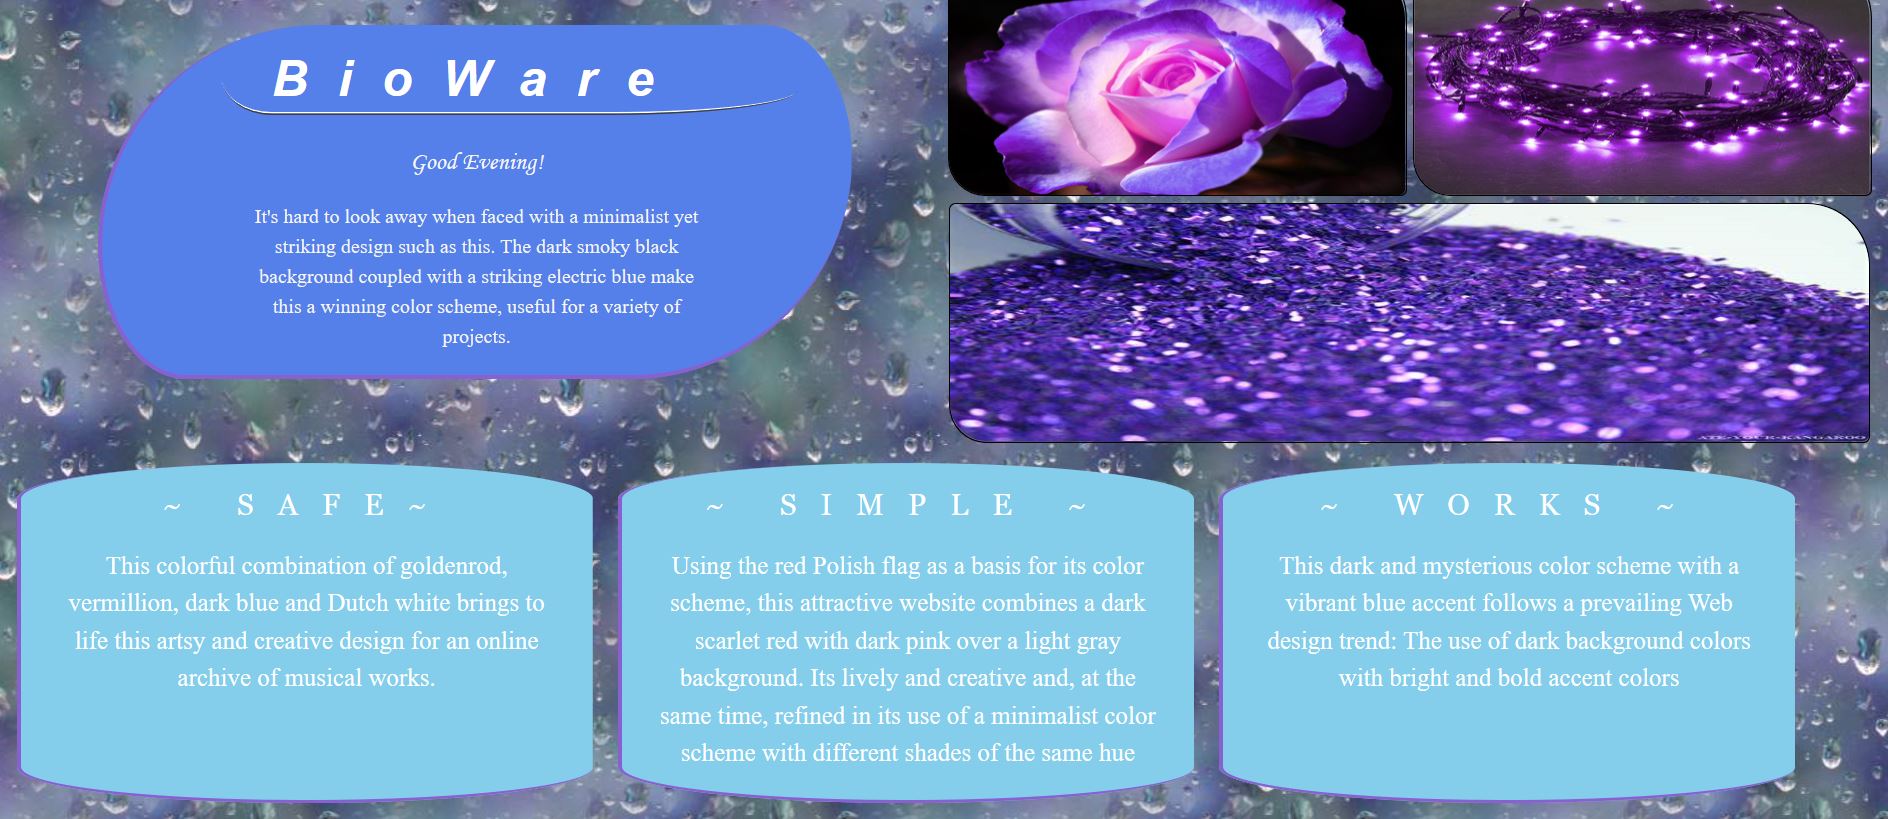 BioWare
Good Evening!
It's hard to look away when faced with a minimalist yet
striking design such as this. The dark smoky black
background coupled with a striking electric blue make
this a winning color scheme, useful for a variety of
projects.
ATE-YOUR-KANGAROO
~ SAFE ~
This colorful combination of goldenrod,
vermillion, dark blue and Dutch white brings to
life this artsy and creative design for an online
archive of musical works.
~ SIMPLE ~
Using the red Polish flag as a basis for its color
scheme, this attractive website combines a dark
scarlet red with dark pink over a light gray
background. Its lively and creative and, at the
same time, refined in its use of a minimalist color
scheme with different shades of the same hue
~ WORKS ~
This dark and mysterious color scheme with a
vibrant blue accent follows a prevailing Web
design trend: The use of dark background colors
with bright and bold accent colors